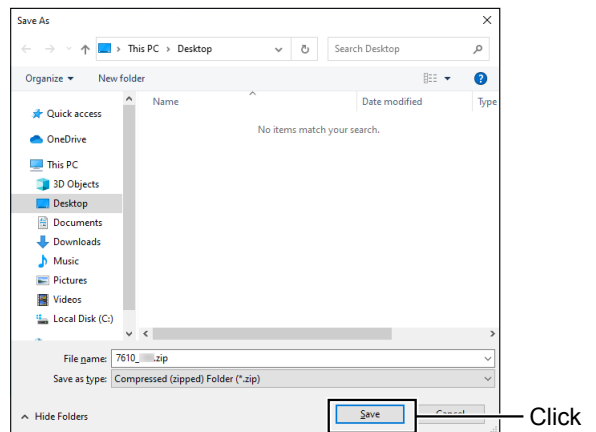 Save As
This PC > Desktop
Search Desktop
Organize
New folder
Name
Date modified
Type
No items match your search.
Quick access
OneDrive
This PC
3D Objects
Desktop
Documents
Downloads
Music
Pictures
Videos
Local Disk (C:)
File name: 7610_ .zip
Save as type: Compressed (zipped) Folder (*.zip)
Hide Folders
Save
Click